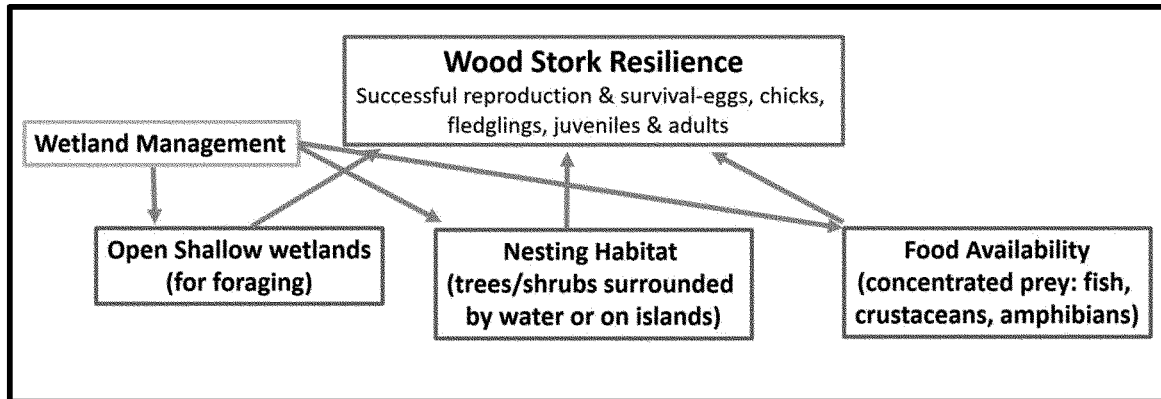 Wood Stork Resilience
Successful reproduction & survival-eggs, chicks,
fledglings, juveniles & adults
Wetland Management
Open Shallow wetlands
(for foraging)
Nesting Habitat
(trees/shrubs surrounded
by water or on islands)
Food Availability
(concentrated prey: fish,
crustaceans, amphibians)